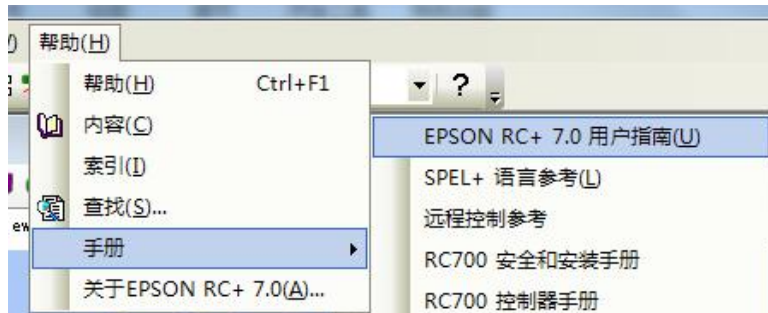 帮助(H)
帮助(H) Ctrl+F1
内容(C)
索引(I)
查找(S)...
手册
关于EPSON RC+ 7.0(A)...
?
EPSON RC+ 7.0 用户指南(U)
SPEL+ 语言参考(L)
远程控制参考
RC700 安全和安装手册
RC700 控制器手册
ew